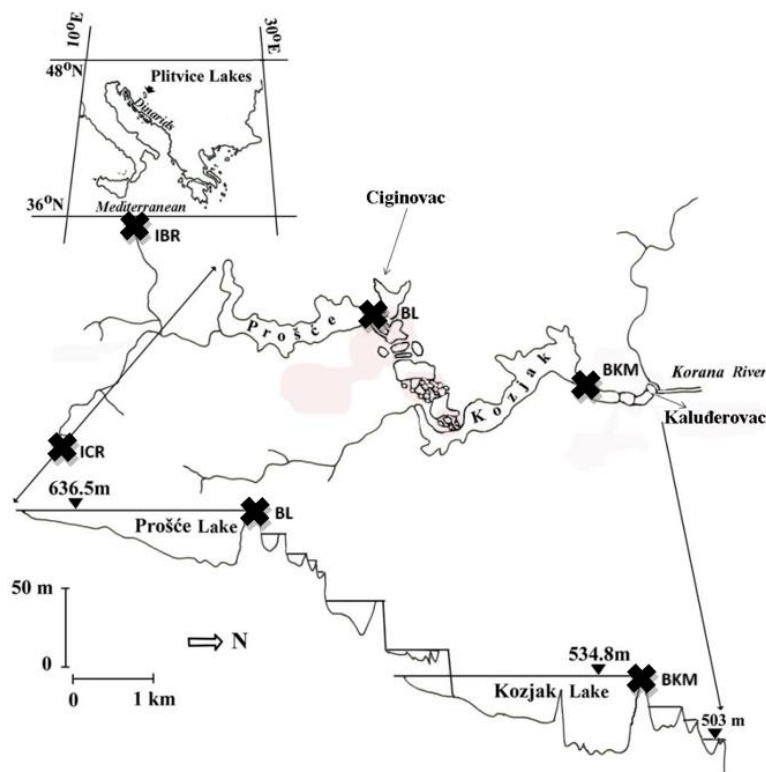 10°E
30°E
48°N
Plitvice Lakes
Dinarids
36°N
Mediterranean
IBR
Ciginovac
Prošće
BL
Kozjak
BKM
Korana River
Kaluđerovac
ICR
636.5m
Prošće Lake
BL
50 m
0
N
0 1 km
534.8m
Kozjak Lake
BKM
503 m